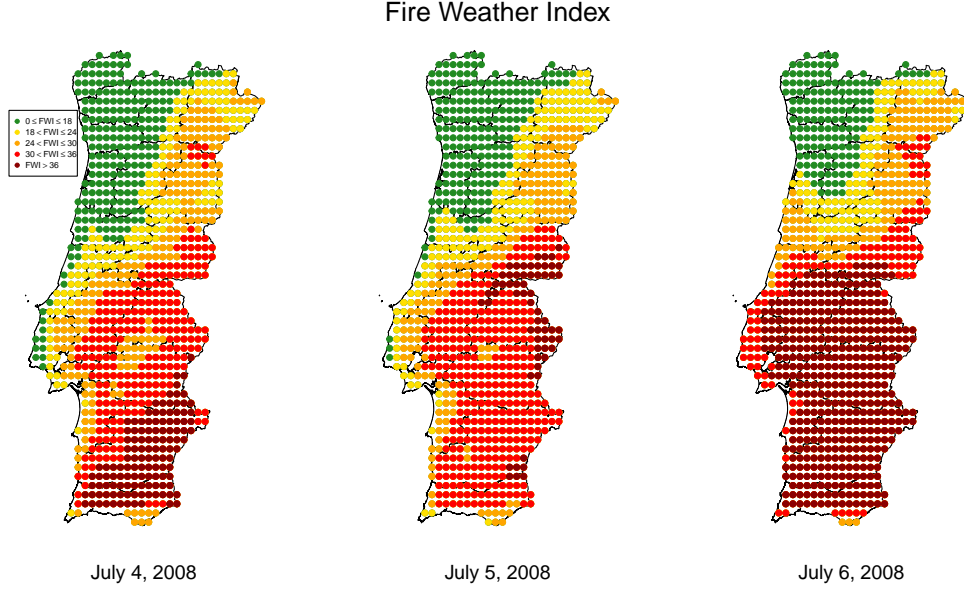 Fire Weather Index
0 ≤ FWI ≤ 18
18 < FWI ≤ 24
24 < FWI ≤ 30
30 < FWI ≤ 36
FWI > 36
July 4, 2008
July 5, 2008
July 6, 2008